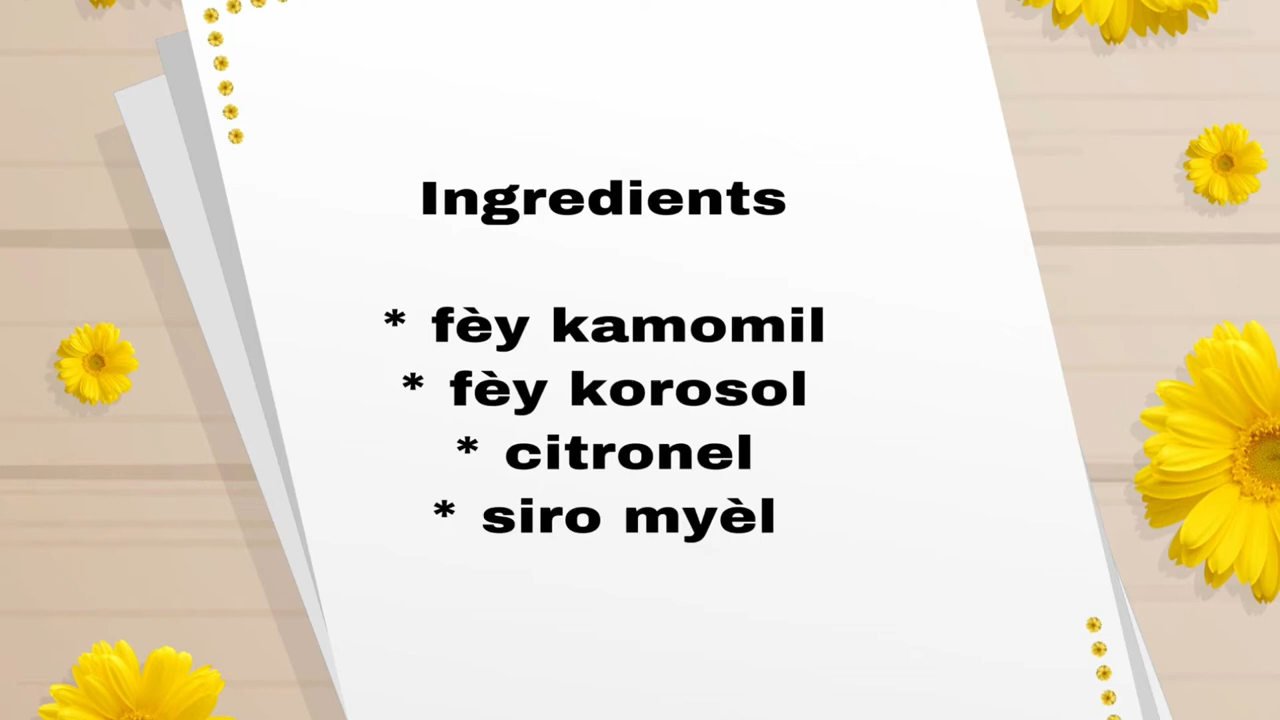 Ingredients
* fèy kamomil
* fèy korosol
* citronel
* siro myèl